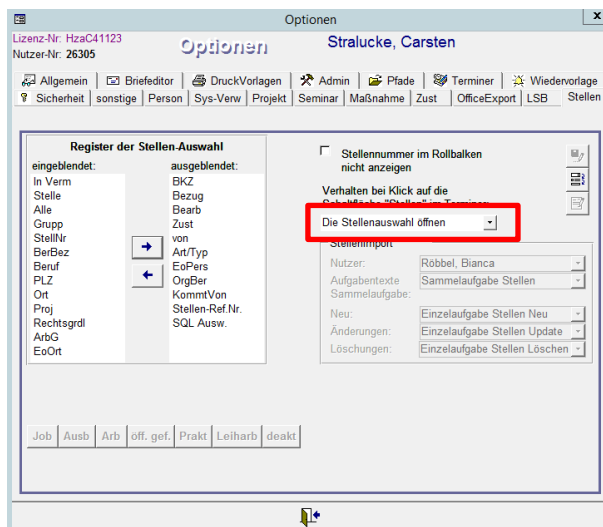 Optionen
x
Lizenz-Nr: HzaC41123
Nutzer-Nr: 26305
Optionen
Stralucke, Carsten
Allgemein Briefeditor DruckVorlagen Admin Pfade Terminer Wiedervorlage
Sicherheit sonstige Person Sys-Verw Projekt Seminar Maßnahme Zust OfficeExport LSB Stellen
Register der Stellen-Auswahl
eingeblendet:
In Verm
Stelle
Alle
Grupp
StellNr
BerBez
Beruf
PLZ
Ort
Proj
Rechtsgrdl
ArbG
EoOrt
ausgeblendet:
BKZ
Bezug
Bearb
Zust
von
Art/Typ
EoPers
OrgBer
KommtVon
Stellen-Ref.Nr.
SQL Ausw.
Stellennummer im Rollbalken
nicht anzeigen
Verhalten bei Klick auf die
Schaltfläche "Stellen" im Terminer:
Die Stellenauswahl öffnen
Stellenimport
Nutzer: Röbbel, Bianca
Aufgabentexte Sammelaufgabe Stellen
Sammelaufgabe:
Neu: Einzelaufgabe Stellen Neu
Änderungen: Einzelaufgabe Stellen Update
Löschungen: Einzelaufgabe Stellen Löschen
Job Ausb Arb öff. gef. Prakt Leiharb deakt